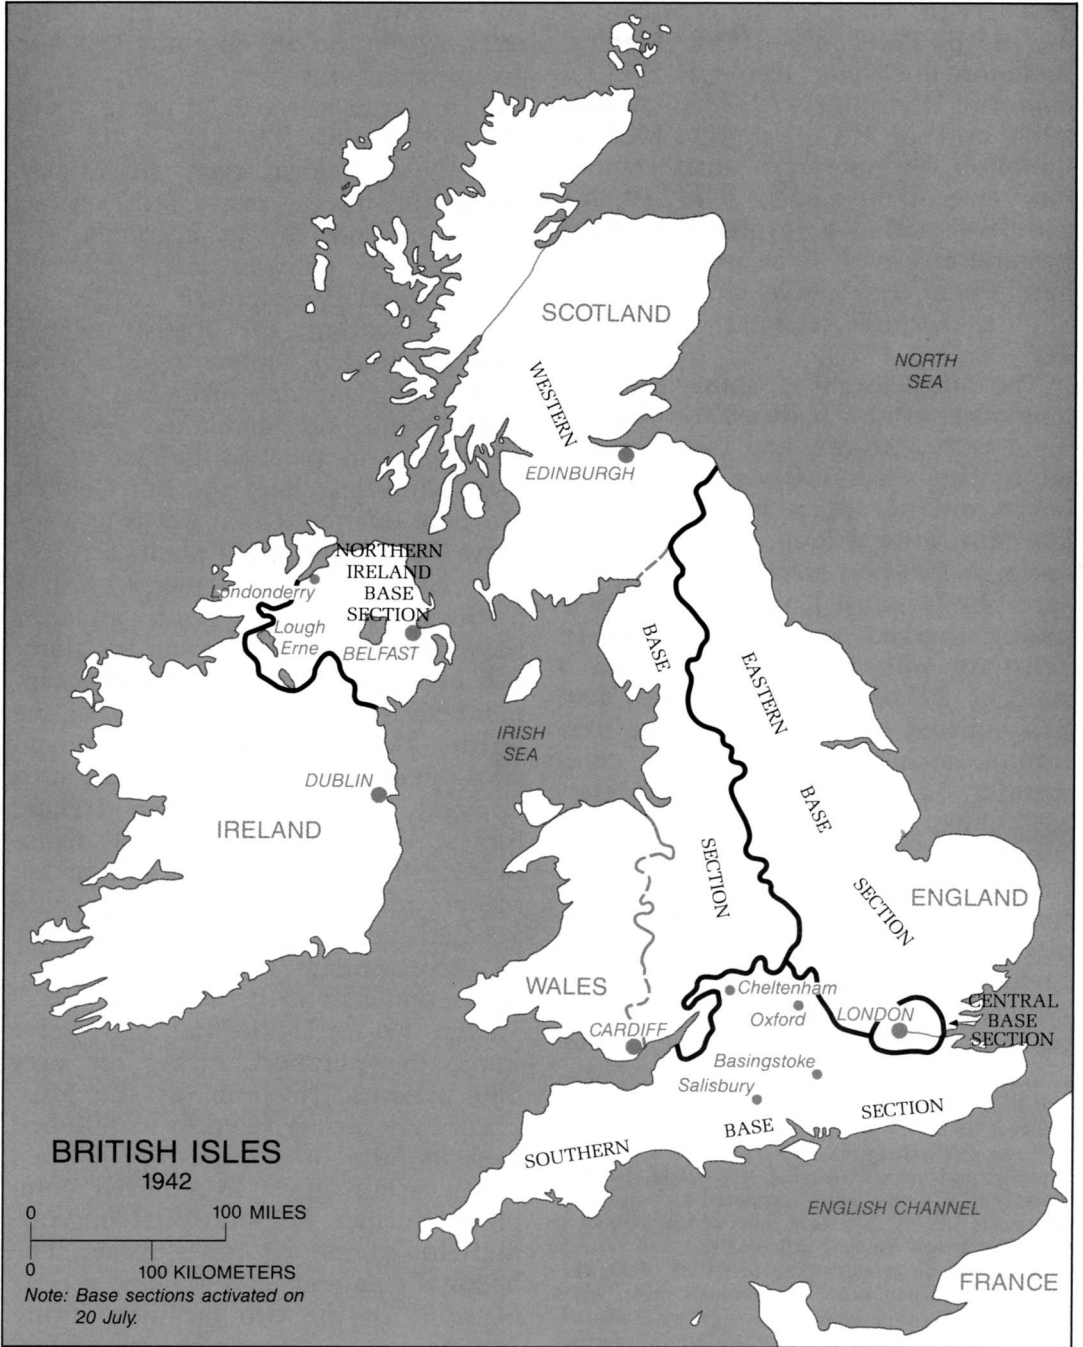 SCOTLAND
NORTH
SEA
WESTERN
EDINBURGH
NORTHERN
IRELAND
BASE
SECTION
Londonderry
Lough
Erne
BELFAST
BASE
EASTERN
IRISH
SEA
DUBLIN
IRELAND
BASE
SECTION
SECTION
ENGLAND
WALES
Cheltenham
Oxford
LONDON
CENTRAL
BASE
SECTION
CARDIFF
Basingstoke
Salisbury
SOUTHERN
BASE
SECTION
BRITISH ISLES
1942
0 100 MILES
0 100 KILOMETERS
Note: Base sections activated on
20 July.
ENGLISH CHANNEL
FRANCE